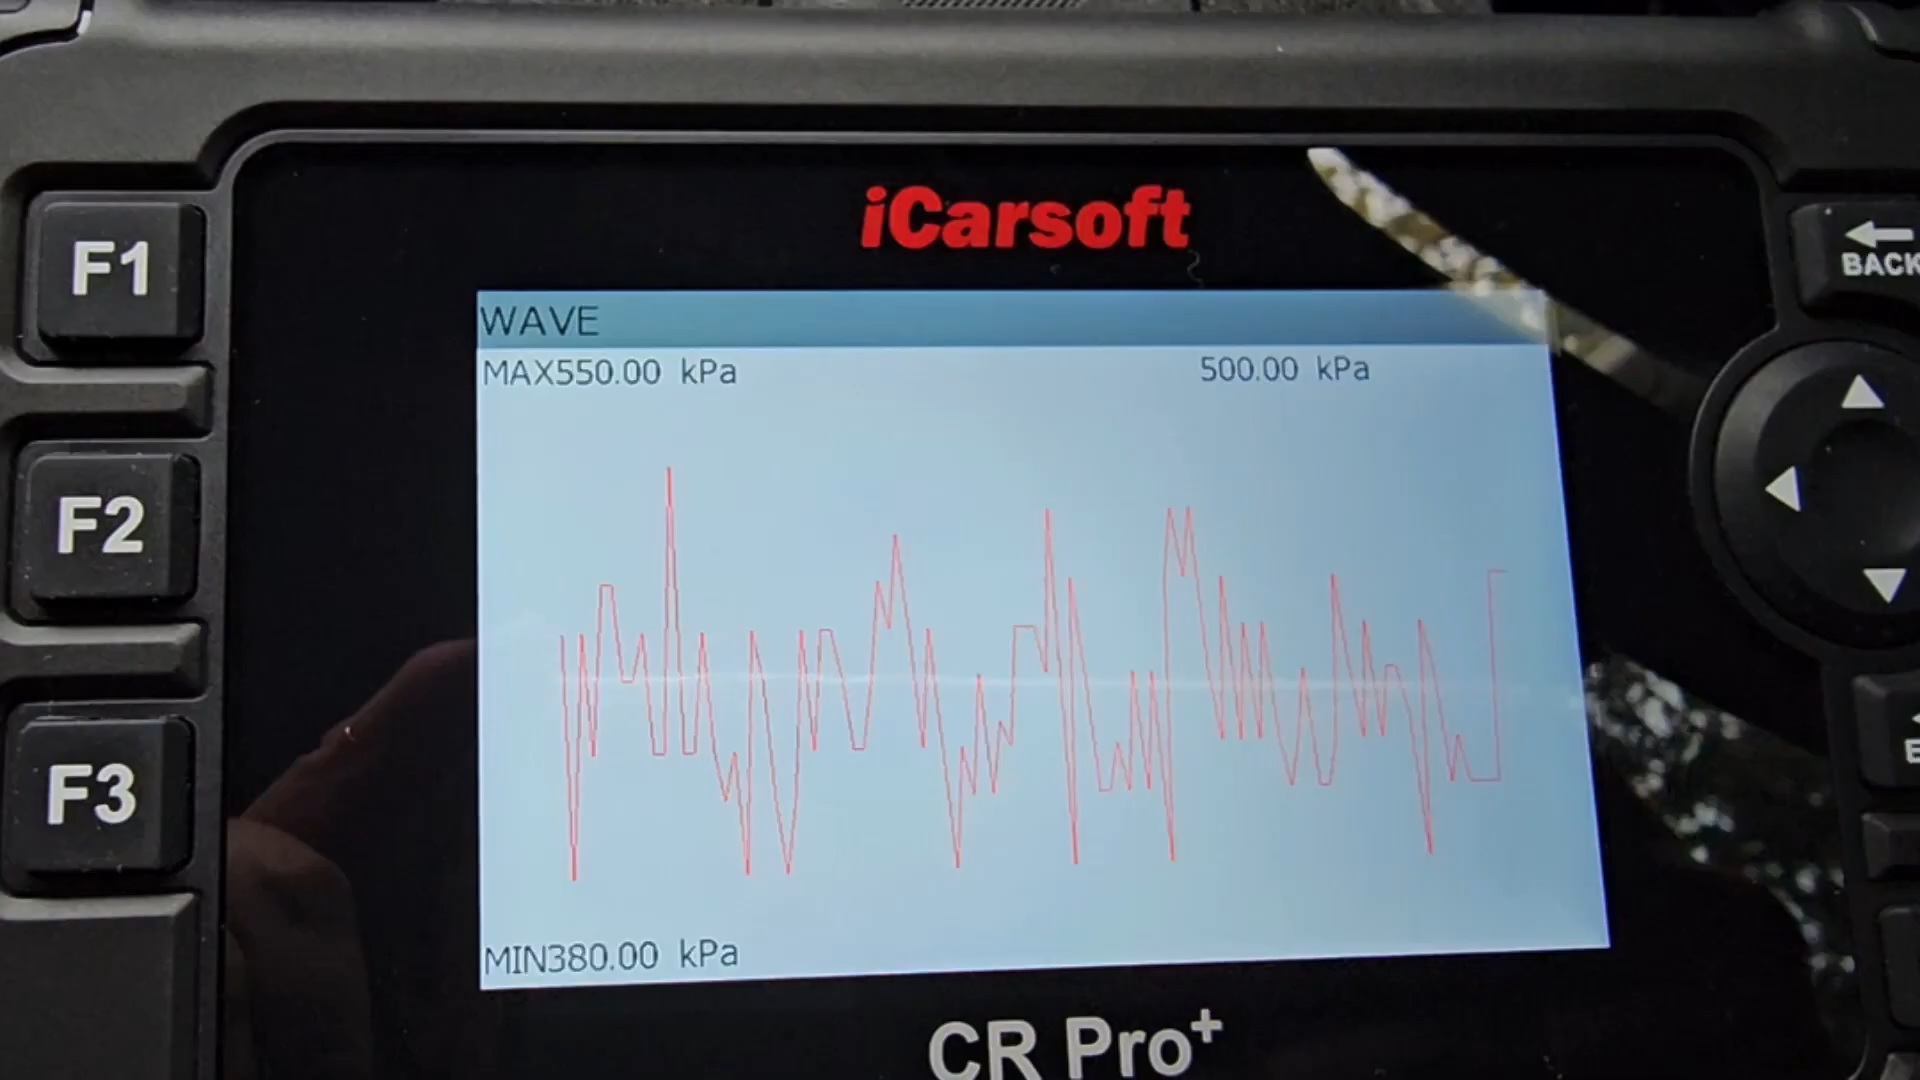 iCarsoft
F1
BACK
WAVE
MAX550.00 kPa
500.00 kPa
F2
F3
MIN380.00 kPa
CR Pro+